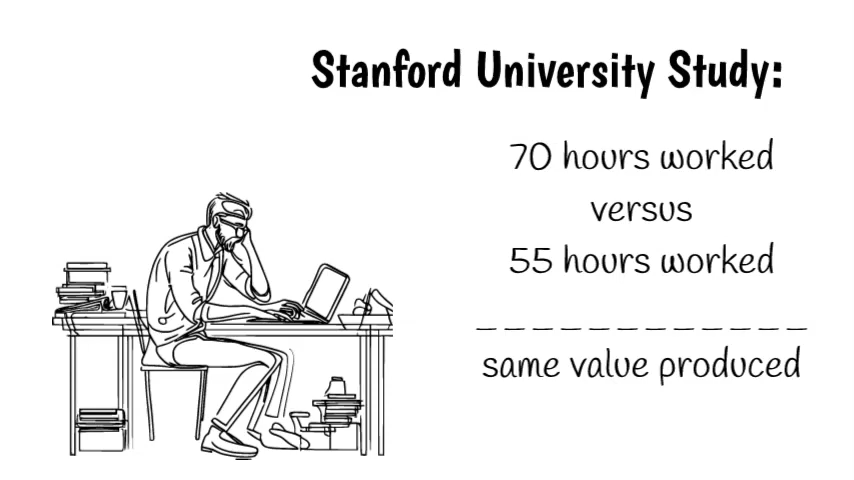 Stanford University Study:
70 hours worked
versus
55 hours worked
same value produced